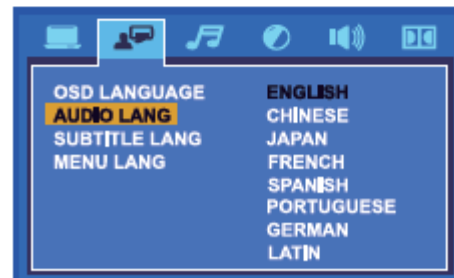 OSD LANGUAGE
AUDIO LANG
SUBTITLE LANG
MENU LANG
ENGLISH
CHINESE
JAPAN
FRENCH
SPANISH
PORTUGUESE
GERMAN
LATIN